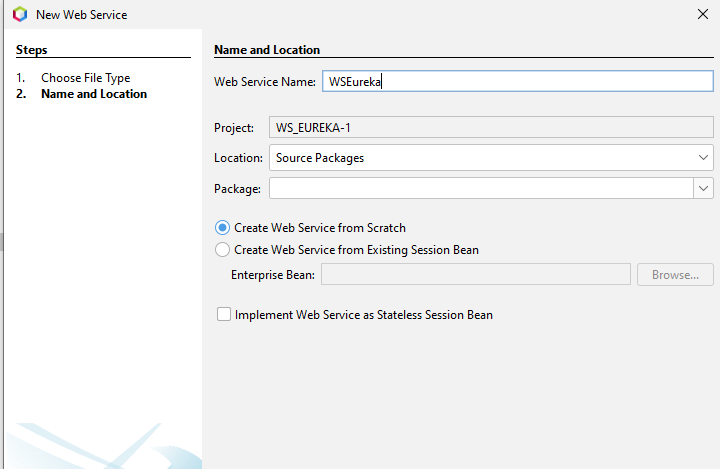 New Web Service
Steps
1. Choose File Type
2. Name and Location
Name and Location
Web Service Name: WSEureka
Project: WS_EUREKA-1
Location: Source Packages
Package:
Create Web Service from Scratch
Create Web Service from Existing Session Bean
Enterprise Bean: Browse...
Implement Web Service as Stateless Session Bean